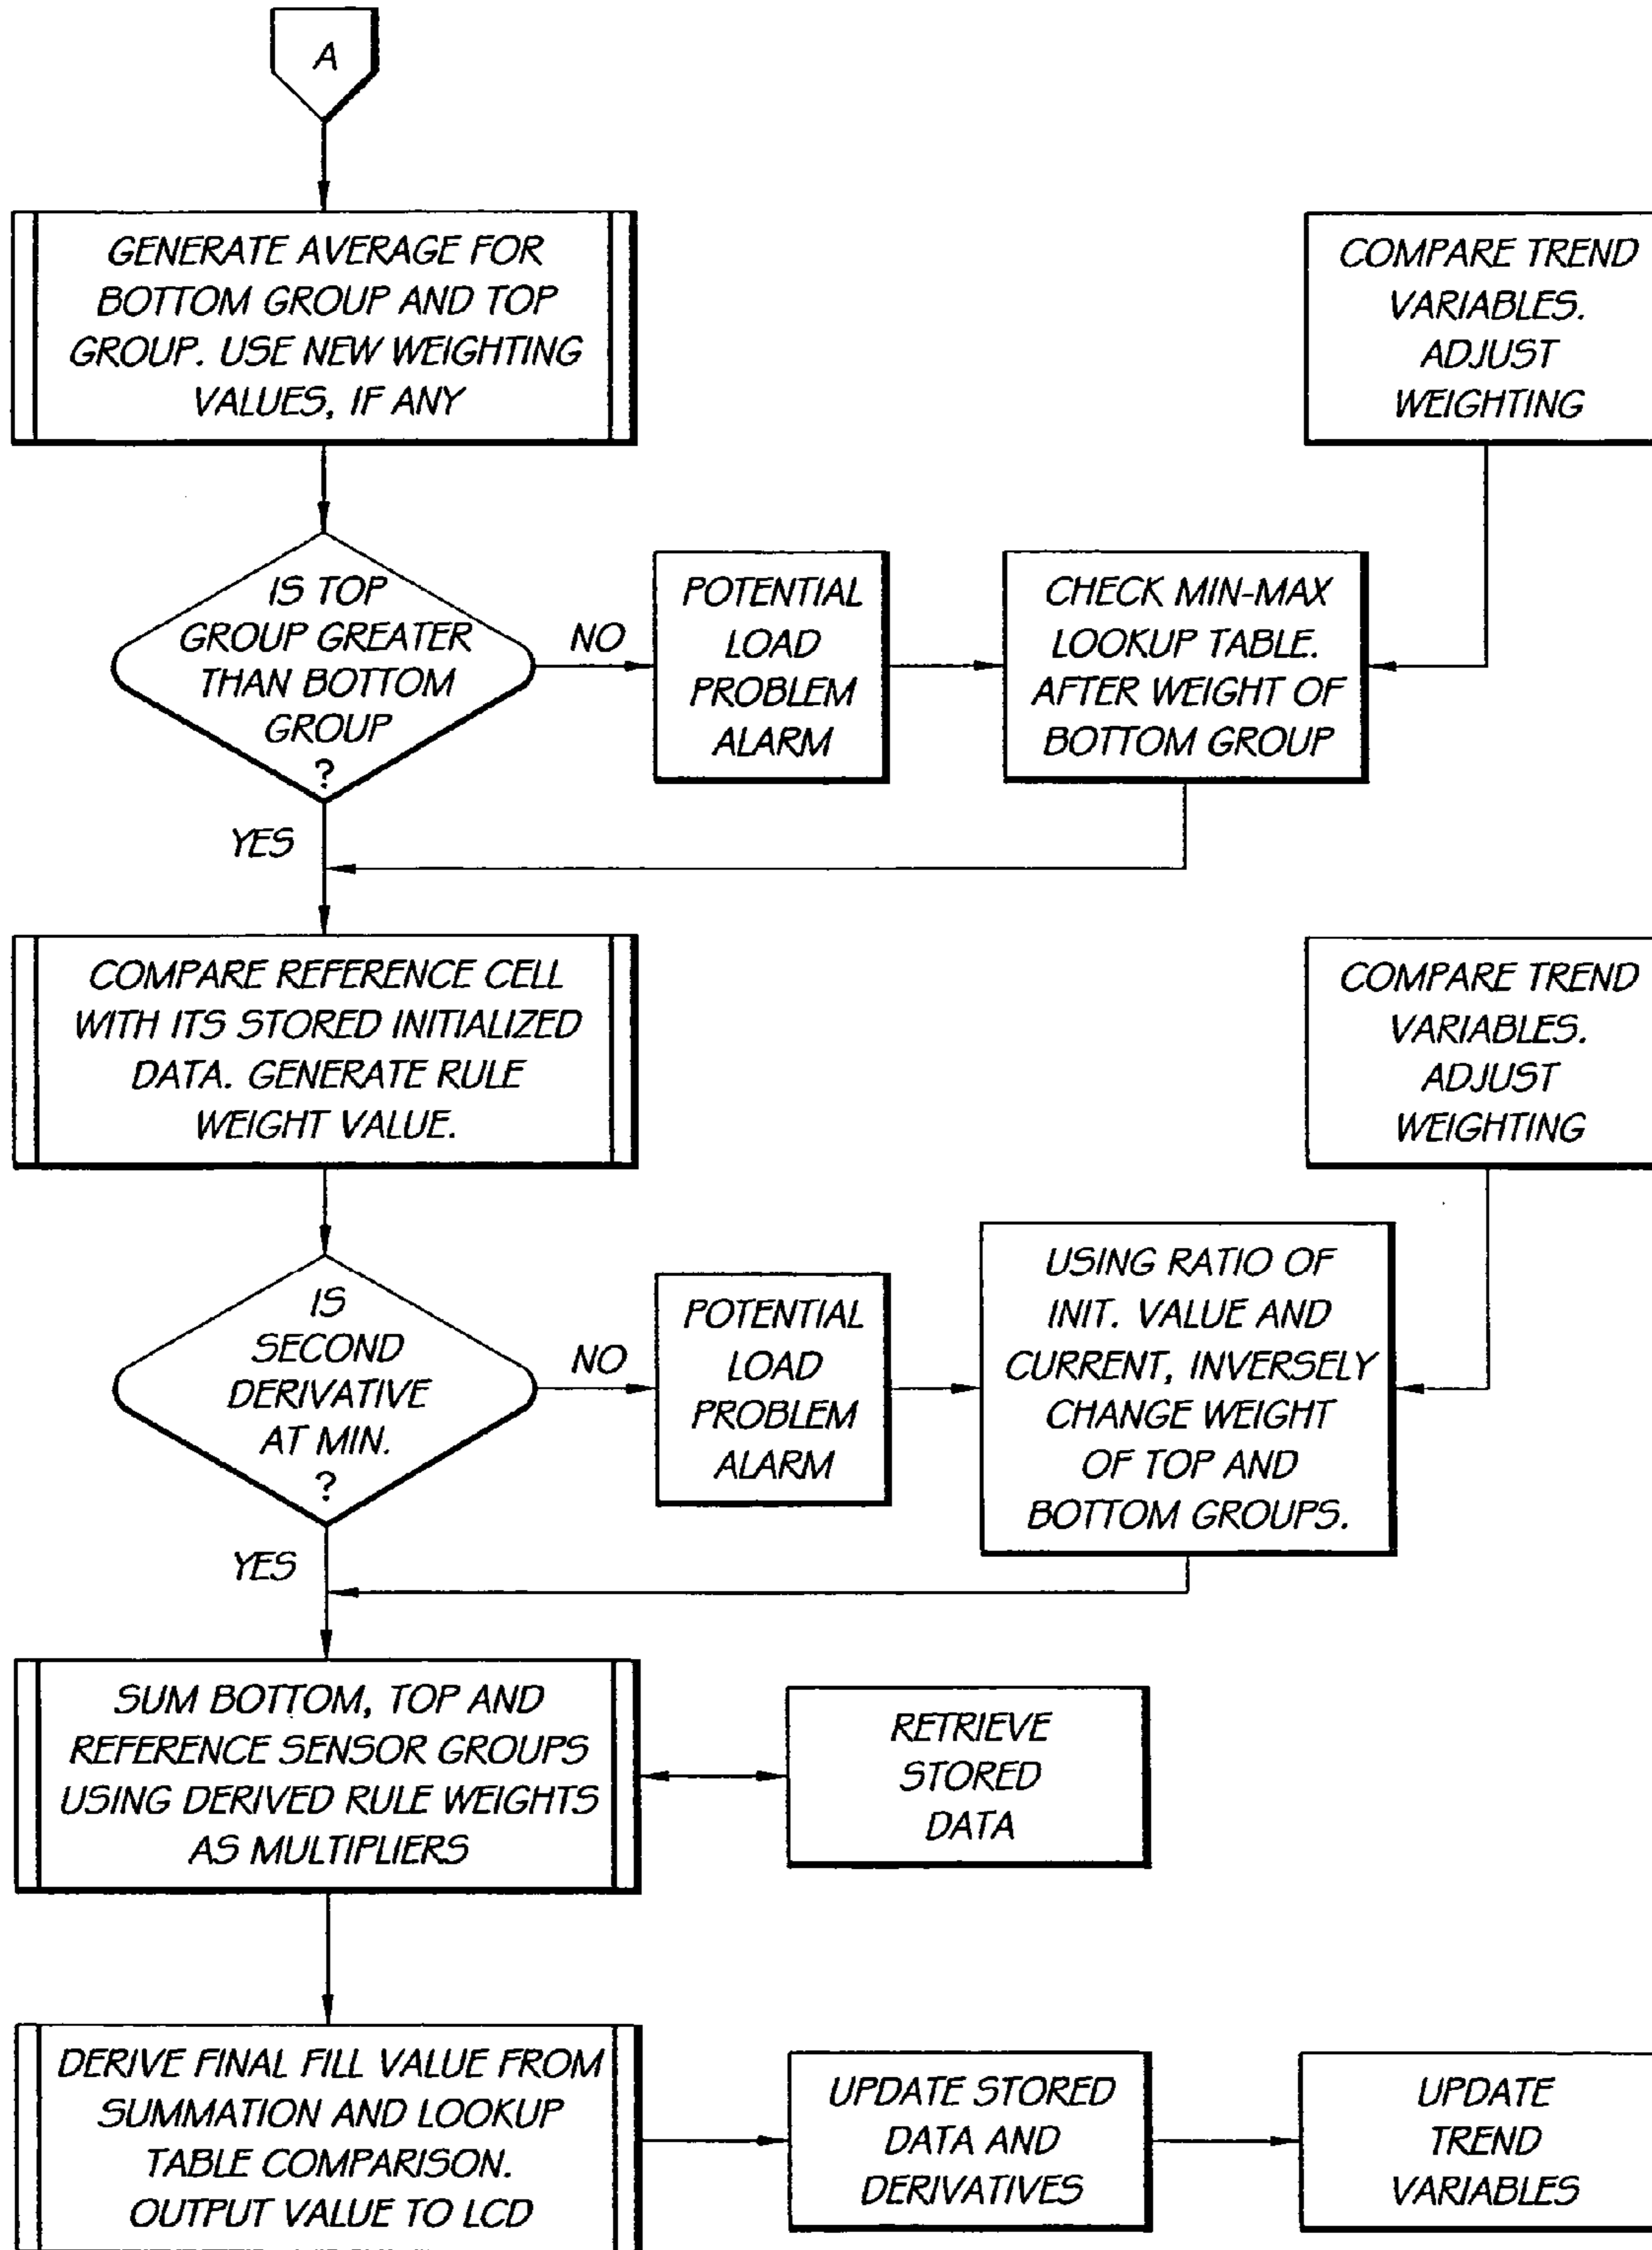 A
GENERATE AVERAGE FOR
BOTTOM GROUP AND TOP
GROUP. USE NEW WEIGHTING
VALUES, IF ANY
COMPARE TREND
VARIABLES.
ADJUST
WEIGHTING
IS TOP
GROUP GREATER
THAN BOTTOM
GROUP
?
NO
POTENTIAL
LOAD
PROBLEM
ALARM
CHECK MIN-MAX
LOOKUP TABLE.
AFTER WEIGHT OF
BOTTOM GROUP
YES
COMPARE REFERENCE CELL
WITH ITS STORED INITIALIZED
DATA. GENERATE RULE
WEIGHT VALUE.
COMPARE TREND
VARIABLES.
ADJUST
WEIGHTING
IS
SECOND
DERIVATIVE
AT MIN.
?
NO
POTENTIAL
LOAD
PROBLEM
ALARM
USING RATIO OF
INIT. VALUE AND
CURRENT, INVERSELY
CHANGE WEIGHT
OF TOP AND
BOTTOM GROUPS.
YES
SUM BOTTOM, TOP AND
REFERENCE SENSOR GROUPS
USING DERIVED RULE WEIGHTS
AS MULTIPLIERS
RETRIEVE
STORED
DATA
DERIVE FINAL FILL VALUE FROM
SUMMATION AND LOOKUP
TABLE COMPARISON.
OUTPUT VALUE TO LCD
UPDATE STORED
DATA AND
DERIVATIVES
UPDATE
TREND
VARIABLES